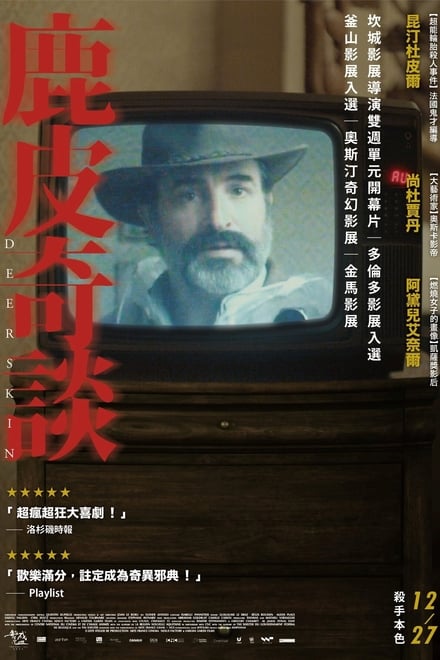 【超能輪胎殺人事件】法國鬼才編導
昆汀杜皮爾
【大藝術家】奧斯卡影帝
尚杜賈丹
【燃燒女子的畫像】凱薩獎影后
阿黛兒艾奈爾
坎城影展導演雙週單元開幕片｜多倫多影展入選
釜山影展入選｜奧斯汀奇幻影展｜金馬影展
鹿皮奇談
DEERSKIN
AV
★★★★★
「超瘋超狂大喜劇！」
── 洛杉磯時報
★★★★★
「歡樂滿分，註定成為奇異邪典！」
── Playlist
殺手本色
12/27